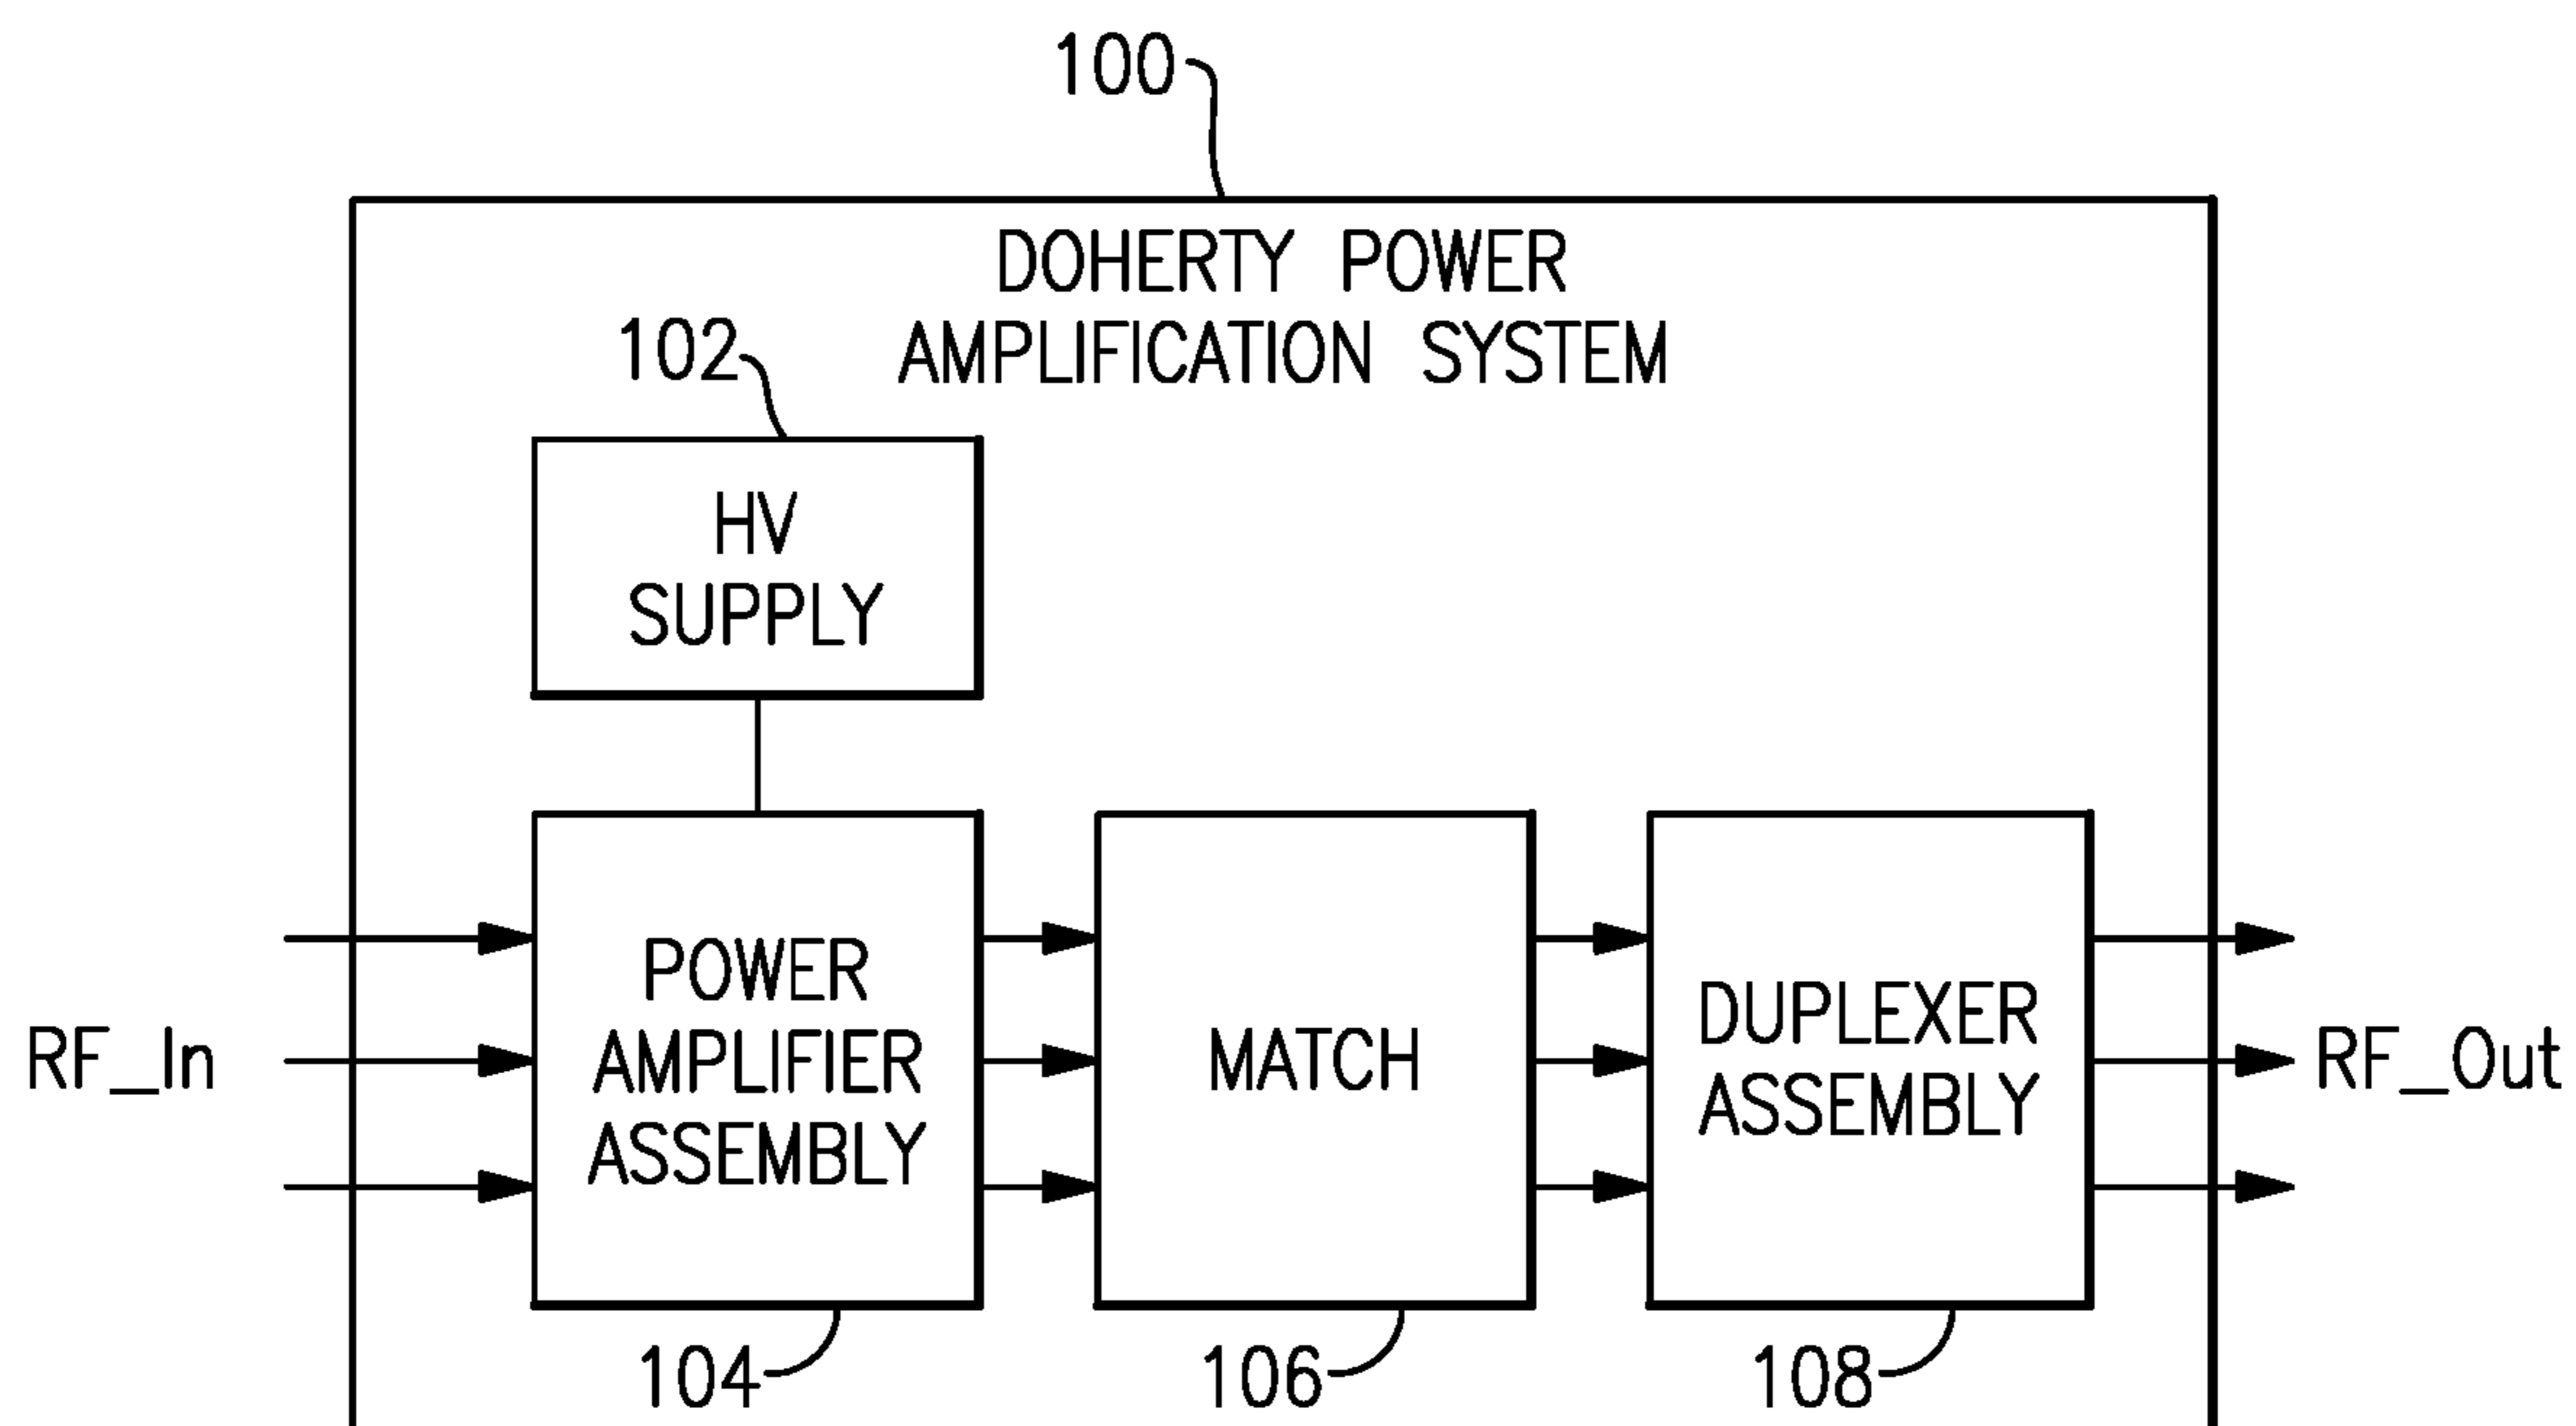 100
DOHERTY POWER
AMPLIFICATION SYSTEM
102
HV
SUPPLY
RF_In
POWER
AMPLIFIER
ASSEMBLY
MATCH
DUPLEXER
ASSEMBLY
RF_Out
104
106
108